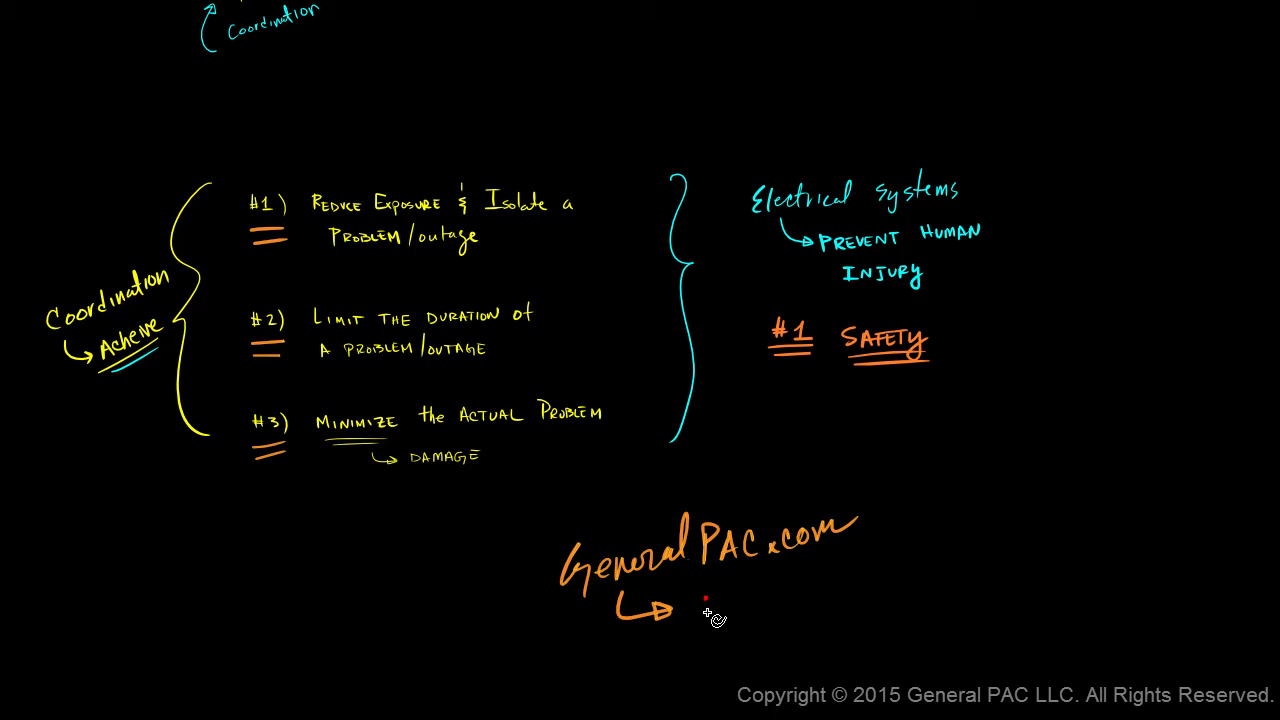 Coordination
#1) REDUCE EXPOSURE & Isolate a
PROBLEM/outage
Coordination
Acheive
#2) LIMIT THE DURATION OF
A PROBLEM/OUTAGE
#3) MINIMIZE the ACTUAL PROBLEM
DAMAGE
Electrical systems
PREVENT HUMAN
INJURY
#1 SAFETY
GeneralPAC.com
Copyright © 2015 General PAC LLC. All Rights Reserved.